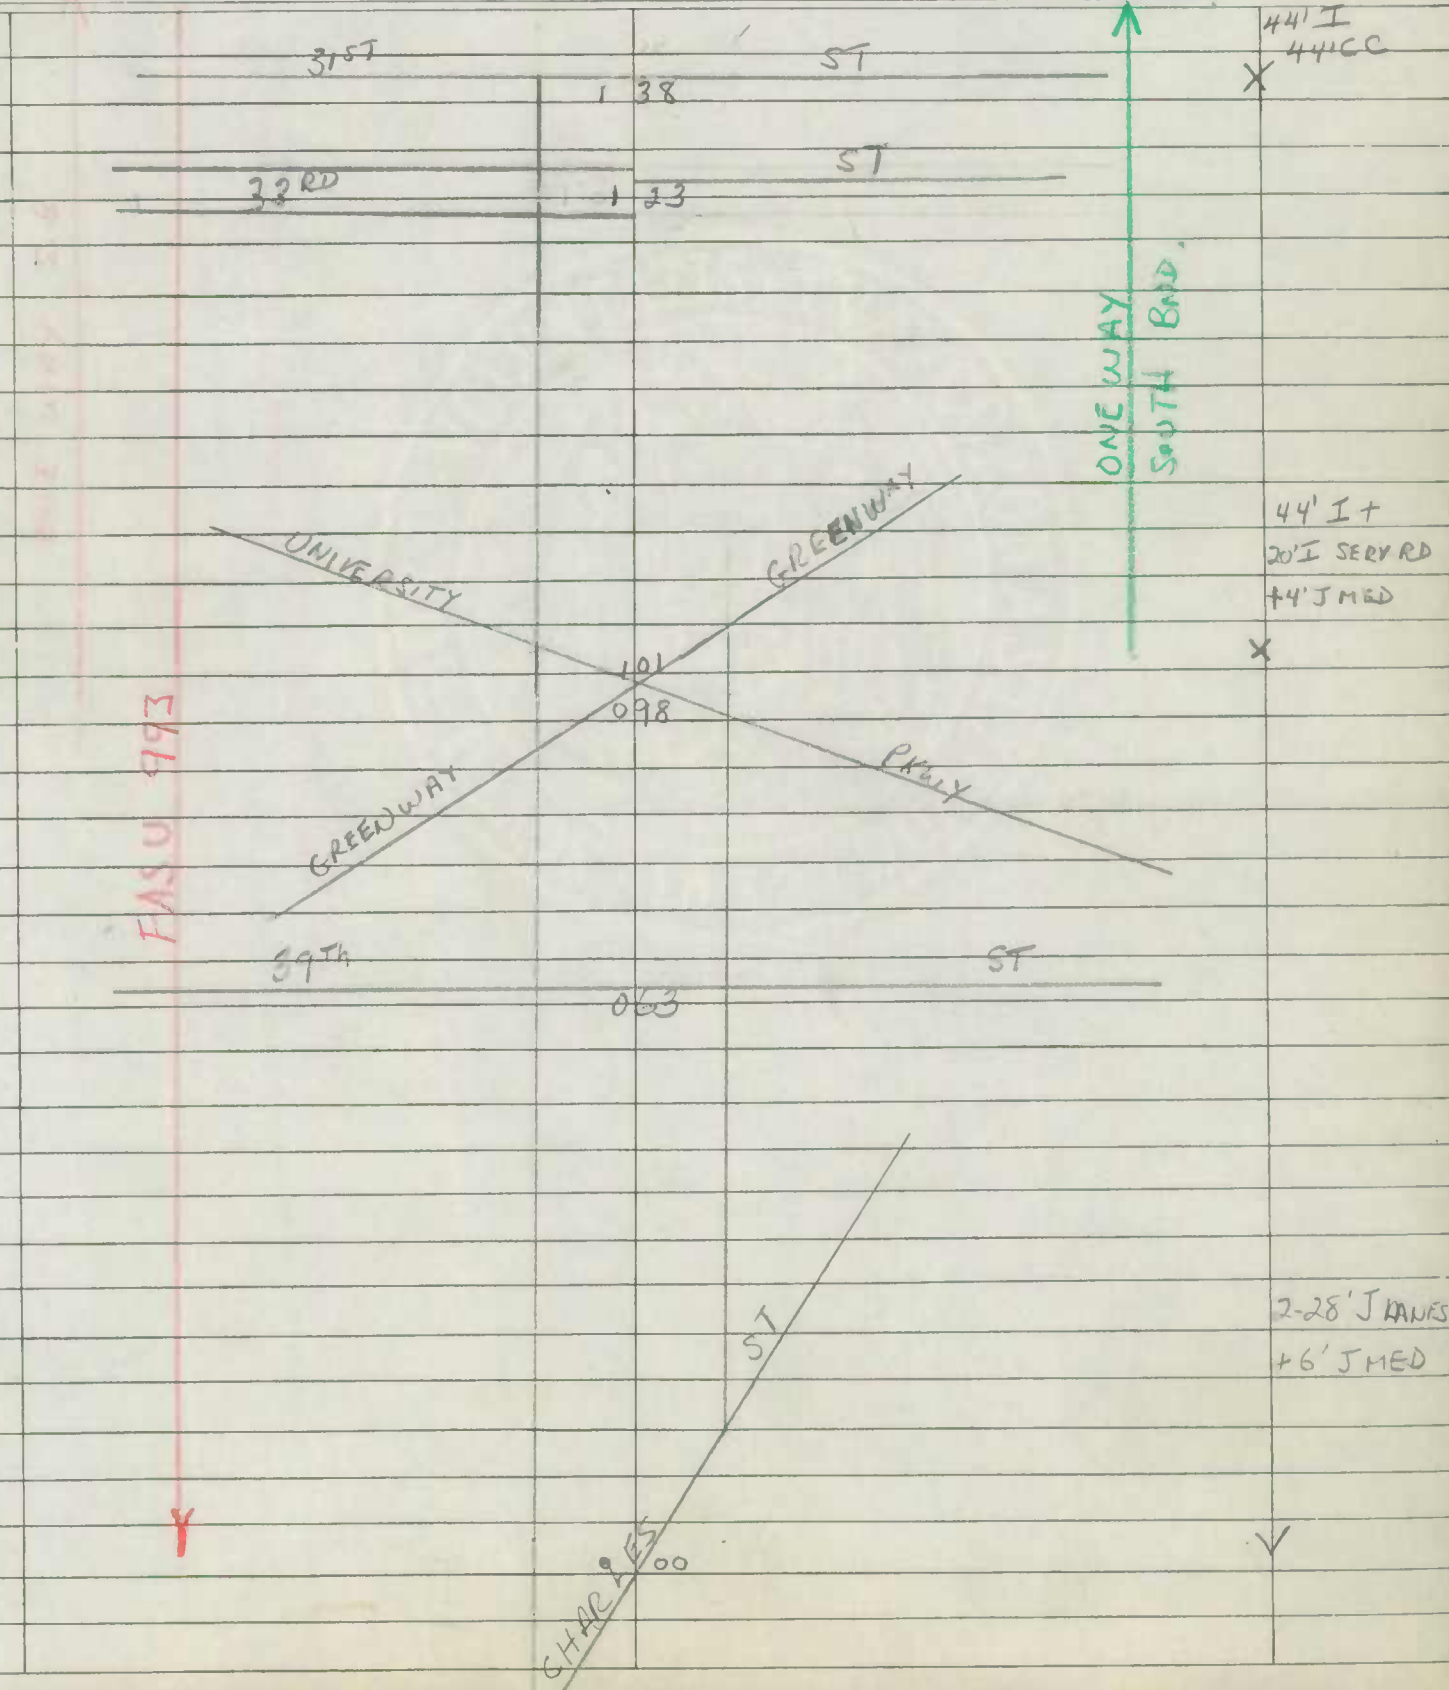 44' I
44' CC
31ST ST
1 38
33RD ST
1 23
ONE WAY
SOUTH BND.
44' I +
20' I SERV RD
+4' J MED
UNIVERSITY PKWY
GREENWAY
101
098
GREENWAY
FASU 993
39Th ST
063
2-28' J LANES
+6' J MED
CHARLES ST
00